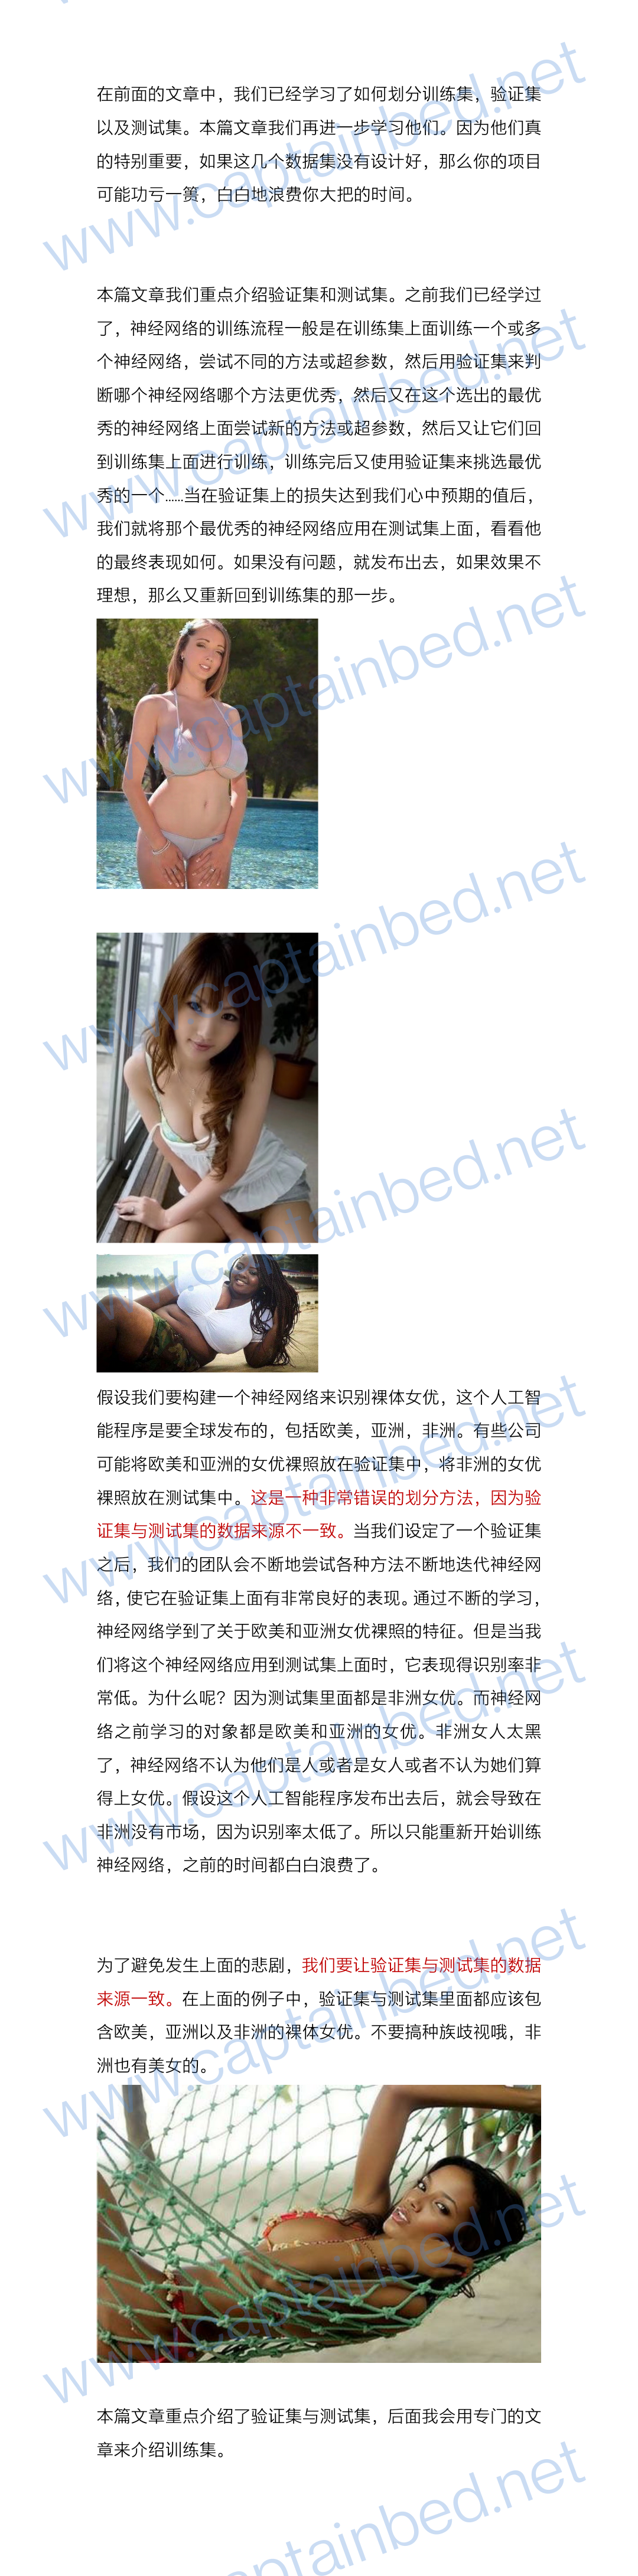 在前面的文章中，我们已经学习了如何划分训练集，验证集
以及测试集。本篇文章我们再进一步学习他们。因为他们真
的特别重要，如果这几个数据集没有设计好，那么你的项目
可能功亏一篑，白白地浪费你大把的时间。
www.captainbed.net
本篇文章我们重点介绍验证集和测试集。之前我们已经学过
了，神经网络的训练流程一般是在训练集上面训练一个或多
个神经网络，尝试不同的方法或超参数，然后用验证集来判
断哪个神经网络哪个方法更优秀，然后又在这个选出的最优
秀的神经网络上面尝试新的方法或超参数，然后又让它们回
到训练集上面进行训练，训练完后又使用验证集来挑选最优
秀的一个......当在验证集上的损失达到我们心中预期的值后，
我们就将那个最优秀的神经网络应用在测试集上面，看看他
的最终表现如何。如果没有问题，就发布出去，如果效果不
理想，那么又重新回到训练集的那一步。
www.captainbed.net
www.captainbed.net
www.captainbed.net
www.captainbed.net
假设我们要构建一个神经网络来识别裸体女优，这个人工智
能程序是要全球发布的，包括欧美，亚洲，非洲。有些公司
可能将欧美和亚洲的女优裸照放在验证集中，将非洲的女优
裸照放在测试集中。这是一种非常错误的划分方法，因为验
证集与测试集的数据来源不一致。当我们设定了一个验证集
之后，我们的团队会不断地尝试各种方法不断地迭代神经网
络，使它在验证集上面有非常良好的表现。通过不断的学习，
神经网络学到了关于欧美和亚洲女优裸照的特征。但是当我
们将这个神经网络应用到测试集上面时，它表现得识别率非
常低。为什么呢？因为测试集里面都是非洲女优。而神经网
络之前学习的对象都是欧美和亚洲的女优。非洲女人太黑
了，神经网络不认为他们是人或者是女人或者不认为她们算
得上女优。假设这个人工智能程序发布出去后，就会导致在
非洲没有市场，因为识别率太低了。所以只能重新开始训练
神经网络，之前的时间都白白浪费了。
www.captainbed.net
www.captainbed.net
为了避免发生上面的悲剧，我们要让验证集与测试集的数据
来源一致。在上面的例子中，验证集与测试集里面都应该包
含欧美，亚洲以及非洲的裸体女优。不要搞种族歧视哦，非
洲也有美女的。
www.captainbed.net
www.captainbed.net
本篇文章重点介绍了验证集与测试集，后面我会用专门的文
章来介绍训练集。
captainbed.net